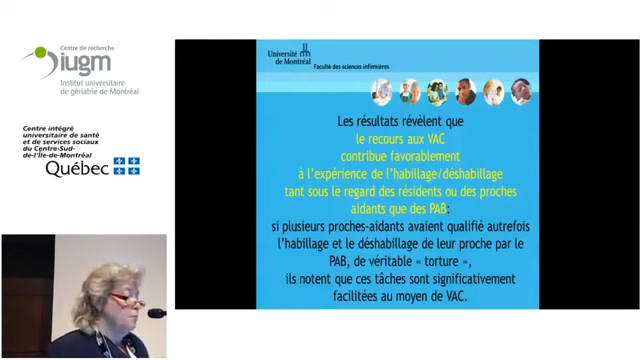 Centre de recherche
iugm
Institut universitaire
de gériatrie de Montréal
Centre intégré
universitaire de santé
et de services sociaux
du Centre-Sud-
de-l'Île-de-Montréal
Québec
Université
de Montréal
Faculté des sciences infirmières
Les résultats révèlent que
le recours aux VAC
contribue favorablement
à l'expérience de l'habillage/déshabillage
tant sous le regard des résidents ou des proches
aidants que des PAB:
si plusieurs proches-aidants avaient qualifié autrefois
l'habillage et le déshabillage de leur proche par le
PAB, de véritable « torture »,
ils notent que ces tâches sont significativement
facilitées au moyen de VAC.